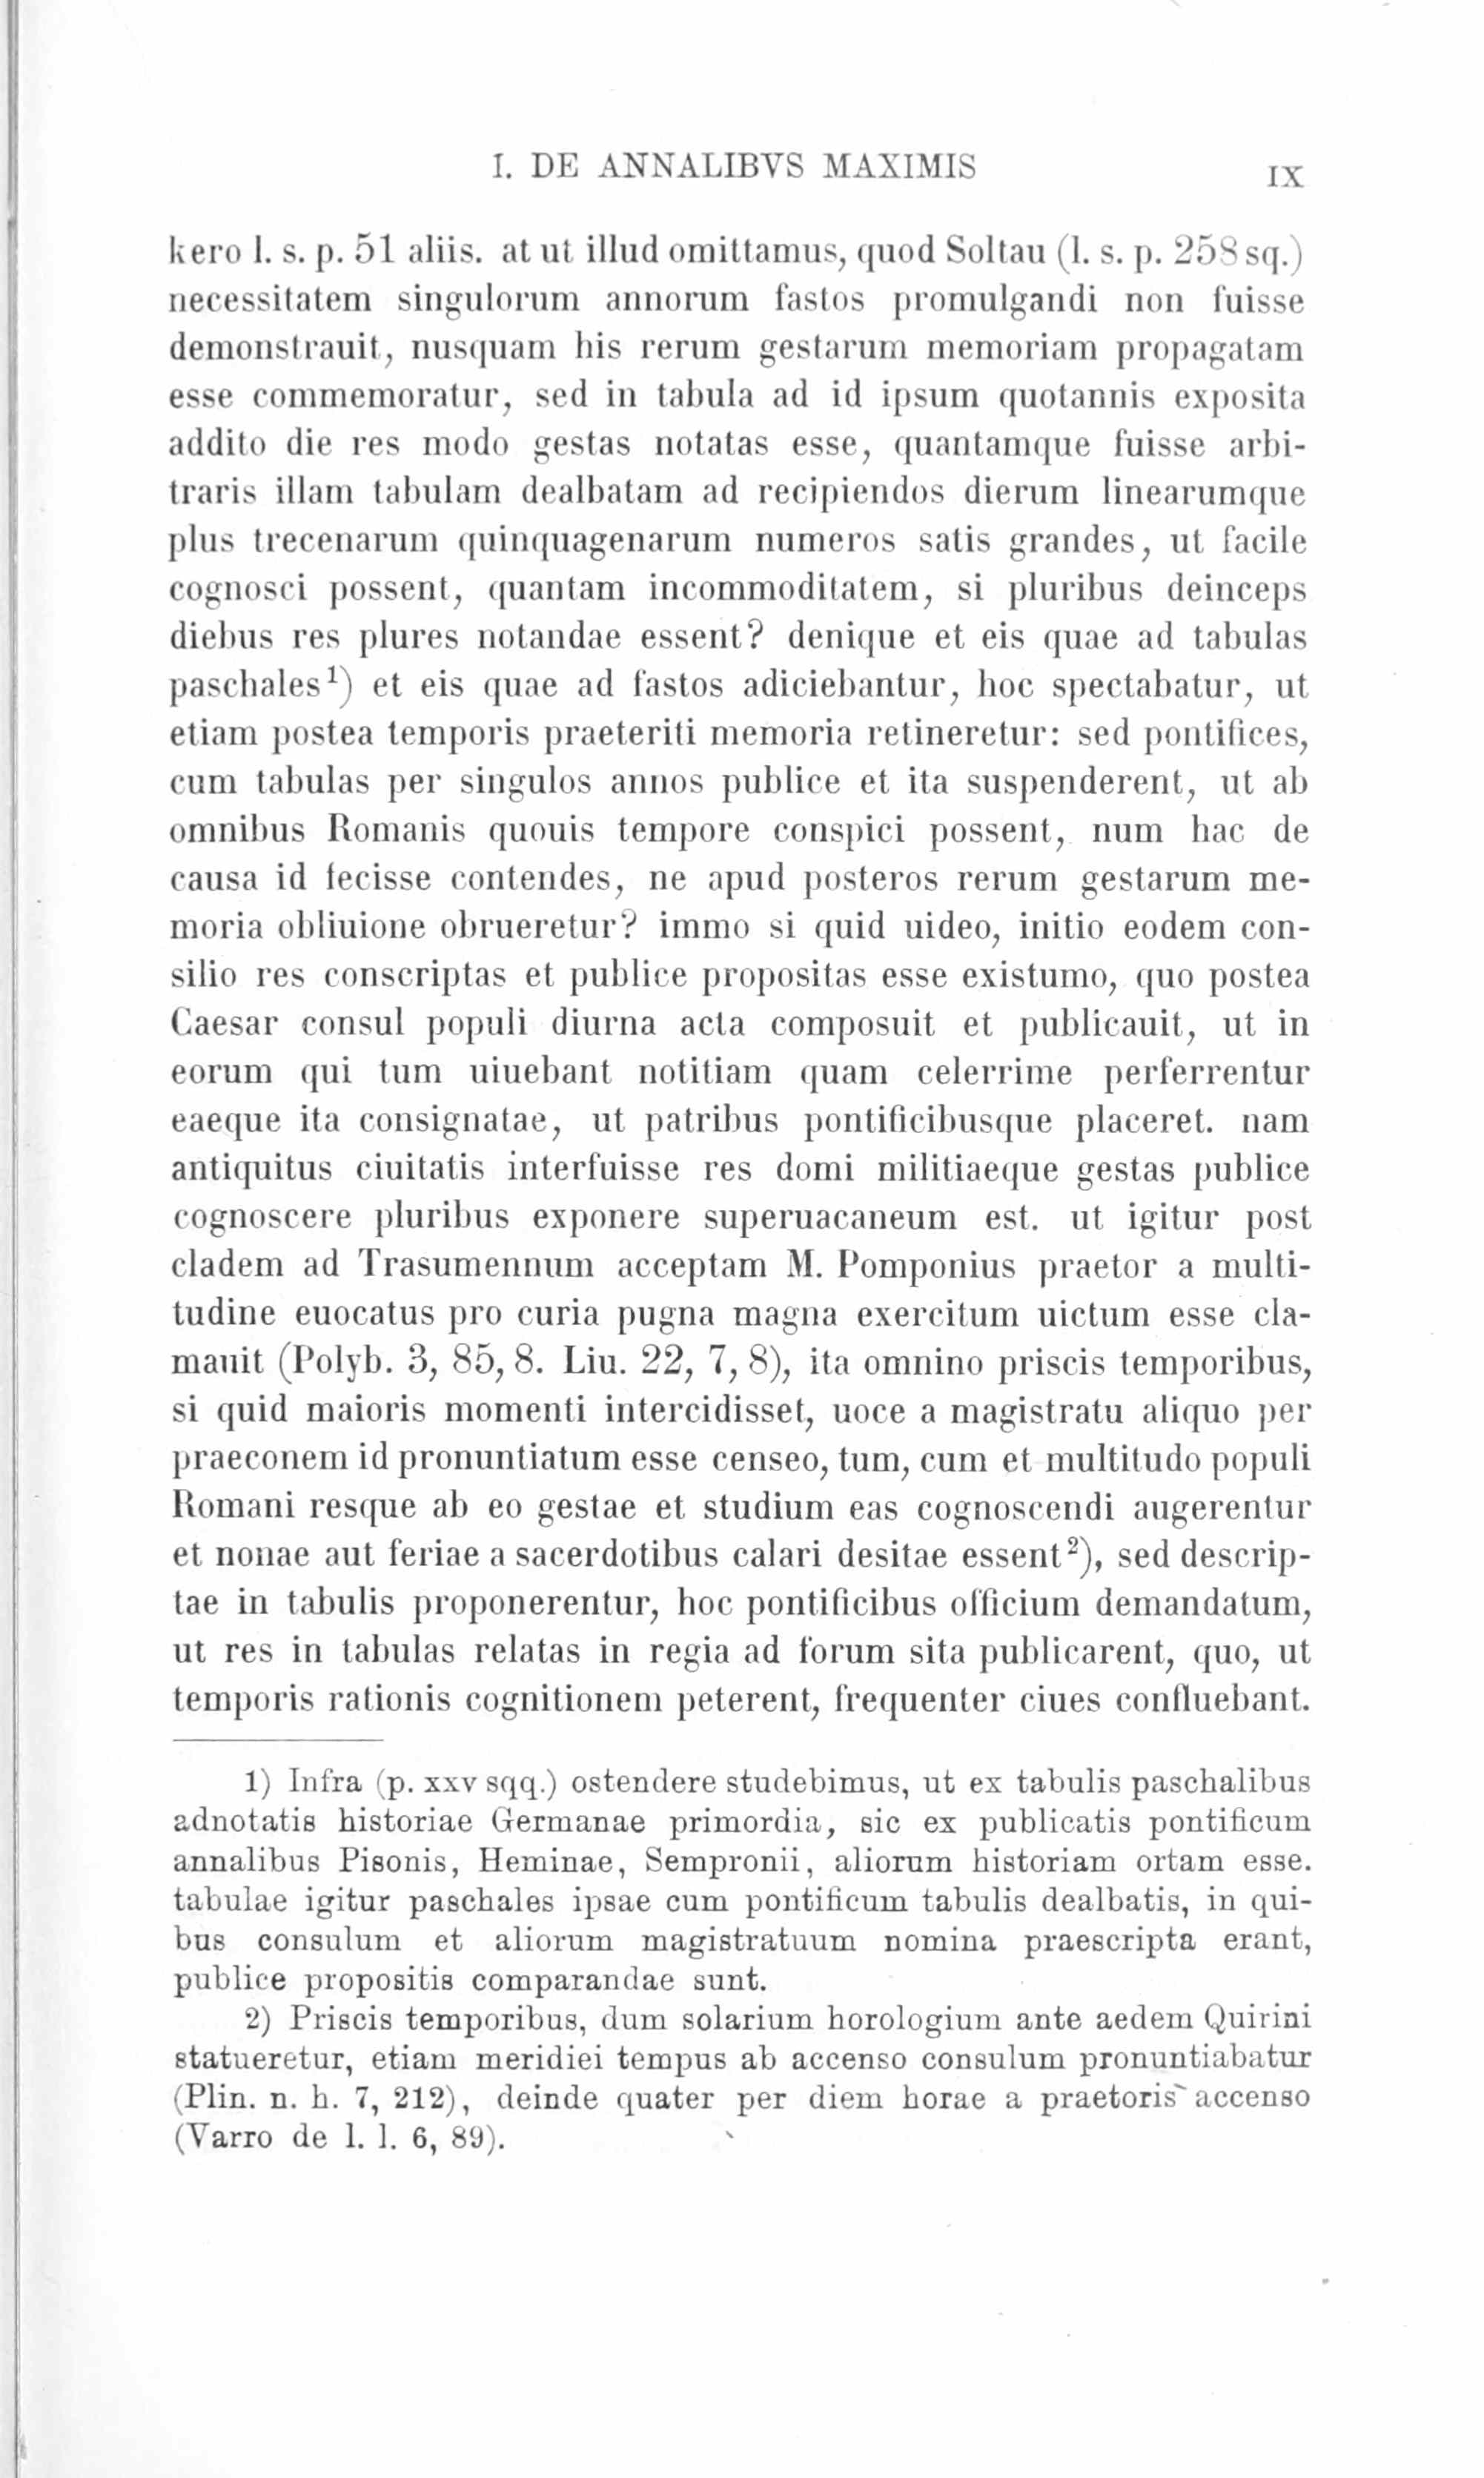 I. DE ANNALIBVS MAXIMIS IX
kero l. s. p. 51 aliis. at ut illud omittamus, quod Soltau (l. s. p. 258 sq.)
necessitatem singulorum annorum fastos promulgandi non fuisse
demonstrauit, nusquam his rerum gestarum memoriam propagatam
esse commemoratur, sed in tabula ad id ipsum quotannis exposita
addito die res modo gestas notatas esse, quantamque fuisse arbi-
traris illam tabulam dealbatam ad recipiendos dierum linearumque
plus trecenarum quinquagenarum numeros satis grandes, ut facile
cognosci possent, quantam incommoditatem, si pluribus deinceps
diebus res plures notandae essent? denique et eis quae ad tabulas
paschales¹) et eis quae ad fastos adiciebantur, hoc spectabatur, ut
etiam postea temporis praeteriti memoria retineretur: sed pontifices,
cum tabulas per singulos annos publice et ita suspenderent, ut ab
omnibus Romanis quouis tempore conspici possent, num hac de
causa id fecisse contendes, ne apud posteros rerum gestarum me-
moria obliuione obrueretur? immo si quid uideo, initio eodem con-
silio res conscriptas et publice propositas esse existumo, quo postea
Caesar consul populi diurna acta composuit et publicauit, ut in
eorum qui tum uiuebant notitiam quam celerrime perferrentur
eaeque ita consignatae, ut patribus pontificibusque placeret. nam
antiquitus ciuitatis interfuisse res domi militiaeque gestas publice
cognoscere pluribus exponere superuacaneum est. ut igitur post
cladem ad Trasumennum acceptam M. Pomponius praetor a multi-
tudine euocatus pro curia pugna magna exercitum uictum esse cla-
mauit (Polyb. 3, 85, 8. Liu. 22, 7, 8), ita omnino priscis temporibus,
si quid maioris momenti intercidisset, uoce a magistratu aliquo per
praeconem id pronuntiatum esse censeo, tum, cum et multitudo populi
Romani resque ab eo gestae et studium eas cognoscendi augerentur
et nonae aut feriae a sacerdotibus calari desitae essent²), sed descrip-
tae in tabulis proponerentur, hoc pontificibus officium demandatum,
ut res in tabulas relatas in regia ad forum sita publicarent, quo, ut
temporis rationis cognitionem peterent, frequenter ciues confluebant.
1) Infra (p. xxv sqq.) ostendere studebimus, ut ex tabulis paschalibus
adnotatis historiae Germanae primordia, sic ex publicatis pontificum
annalibus Pisonis, Heminae, Sempronii, aliorum historiam ortam esse.
tabulae igitur paschales ipsae cum pontificum tabulis dealbatis, in qui-
bus consulum et aliorum magistratuum nomina praescripta erant,
publice propositis comparandae sunt.
2) Priscis temporibus, dum solarium horologium ante aedem Quirini
statueretur, etiam meridiei tempus ab accenso consulum pronuntiabatur
(Plin. n. h. 7, 212), deinde quater per diem horae a praetoris accenso
(Varro de l. l. 6, 89).